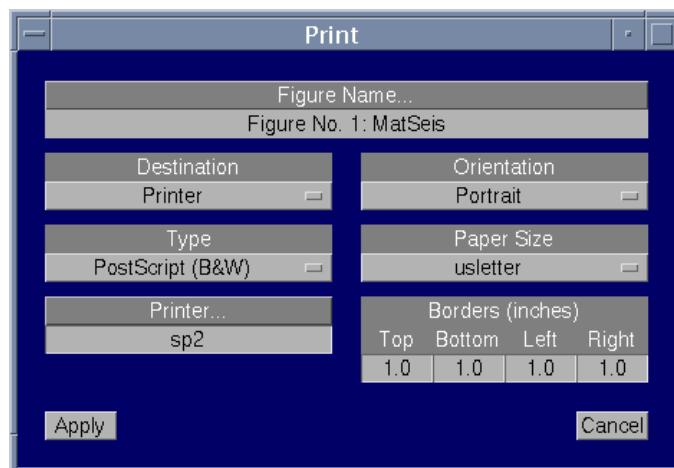 Print
Figure Name...
Figure No. 1: MatSeis
Destination
Printer
Orientation
Portrait
Type
PostScript (B&W)
Paper Size
usletter
Printer...
sp2
Borders (inches)
Top Bottom Left Right
1.0 1.0 1.0 1.0
Apply
Cancel